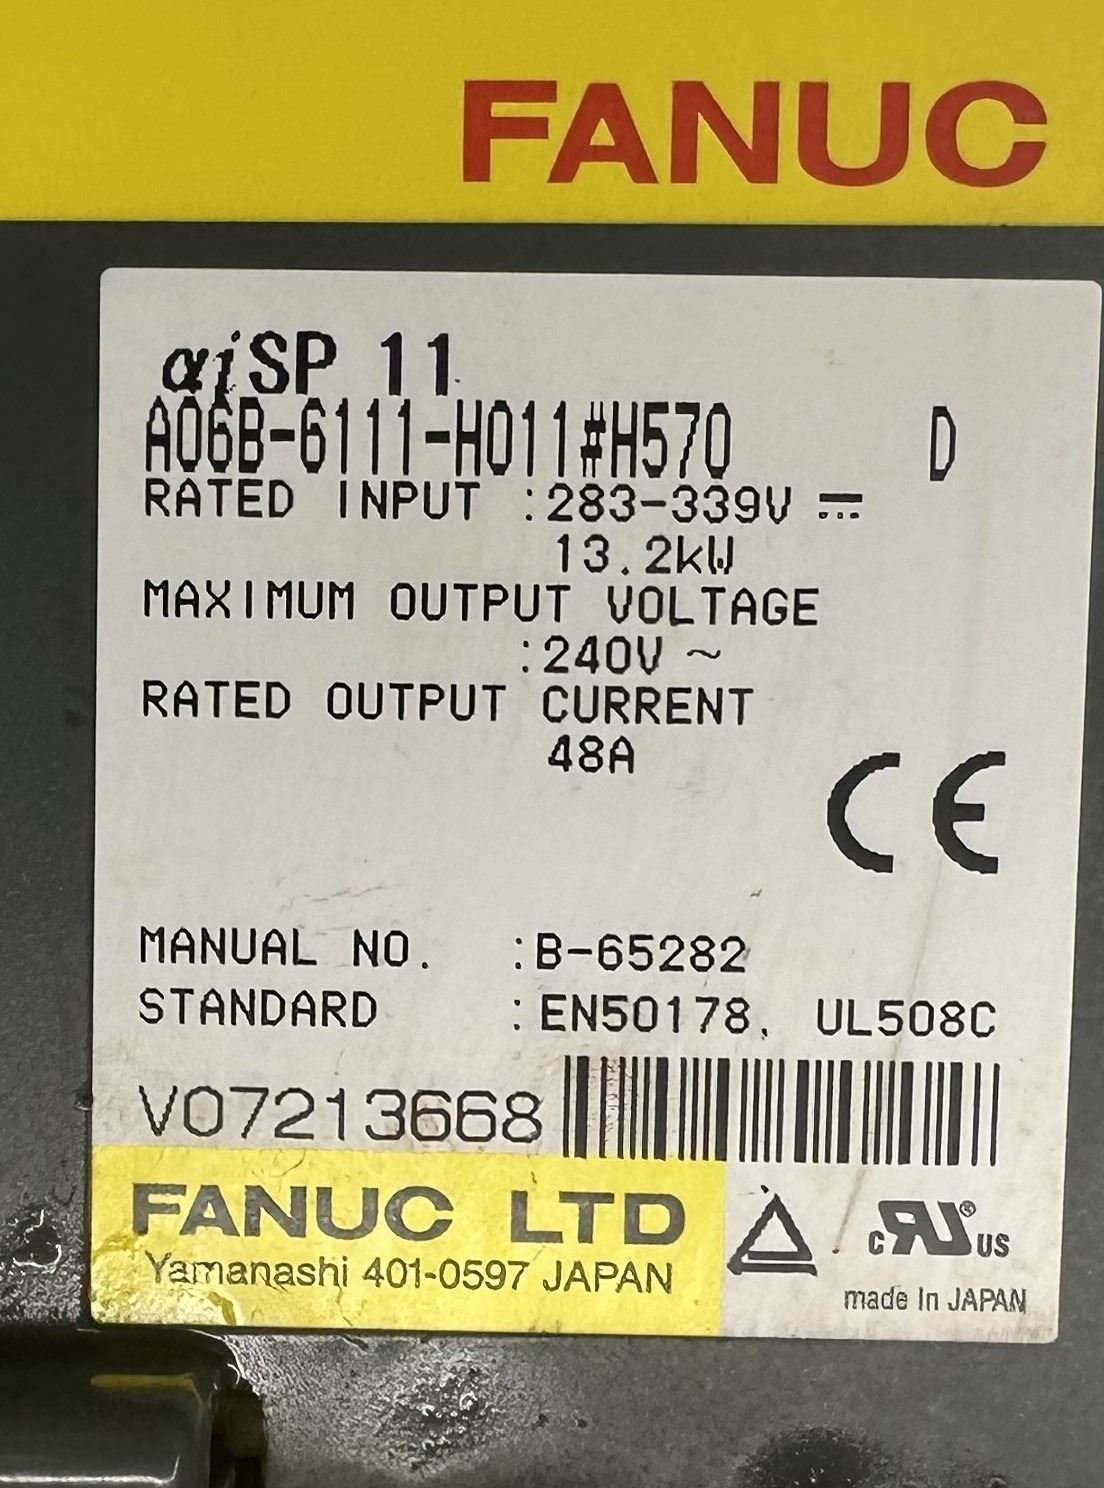 FANUC
αiSP 11
A06B-6111-H011#H570 D
RATED INPUT :283-339V ⎓
13.2kW
MAXIMUM OUTPUT VOLTAGE
:240V ~
RATED OUTPUT CURRENT
48A
CE
MANUAL NO. :B-65282
STANDARD :EN50178, UL508C
V07213668
FANUC LTD
Yamanashi 401-0597 JAPAN
c RU ® US
made In JAPAN